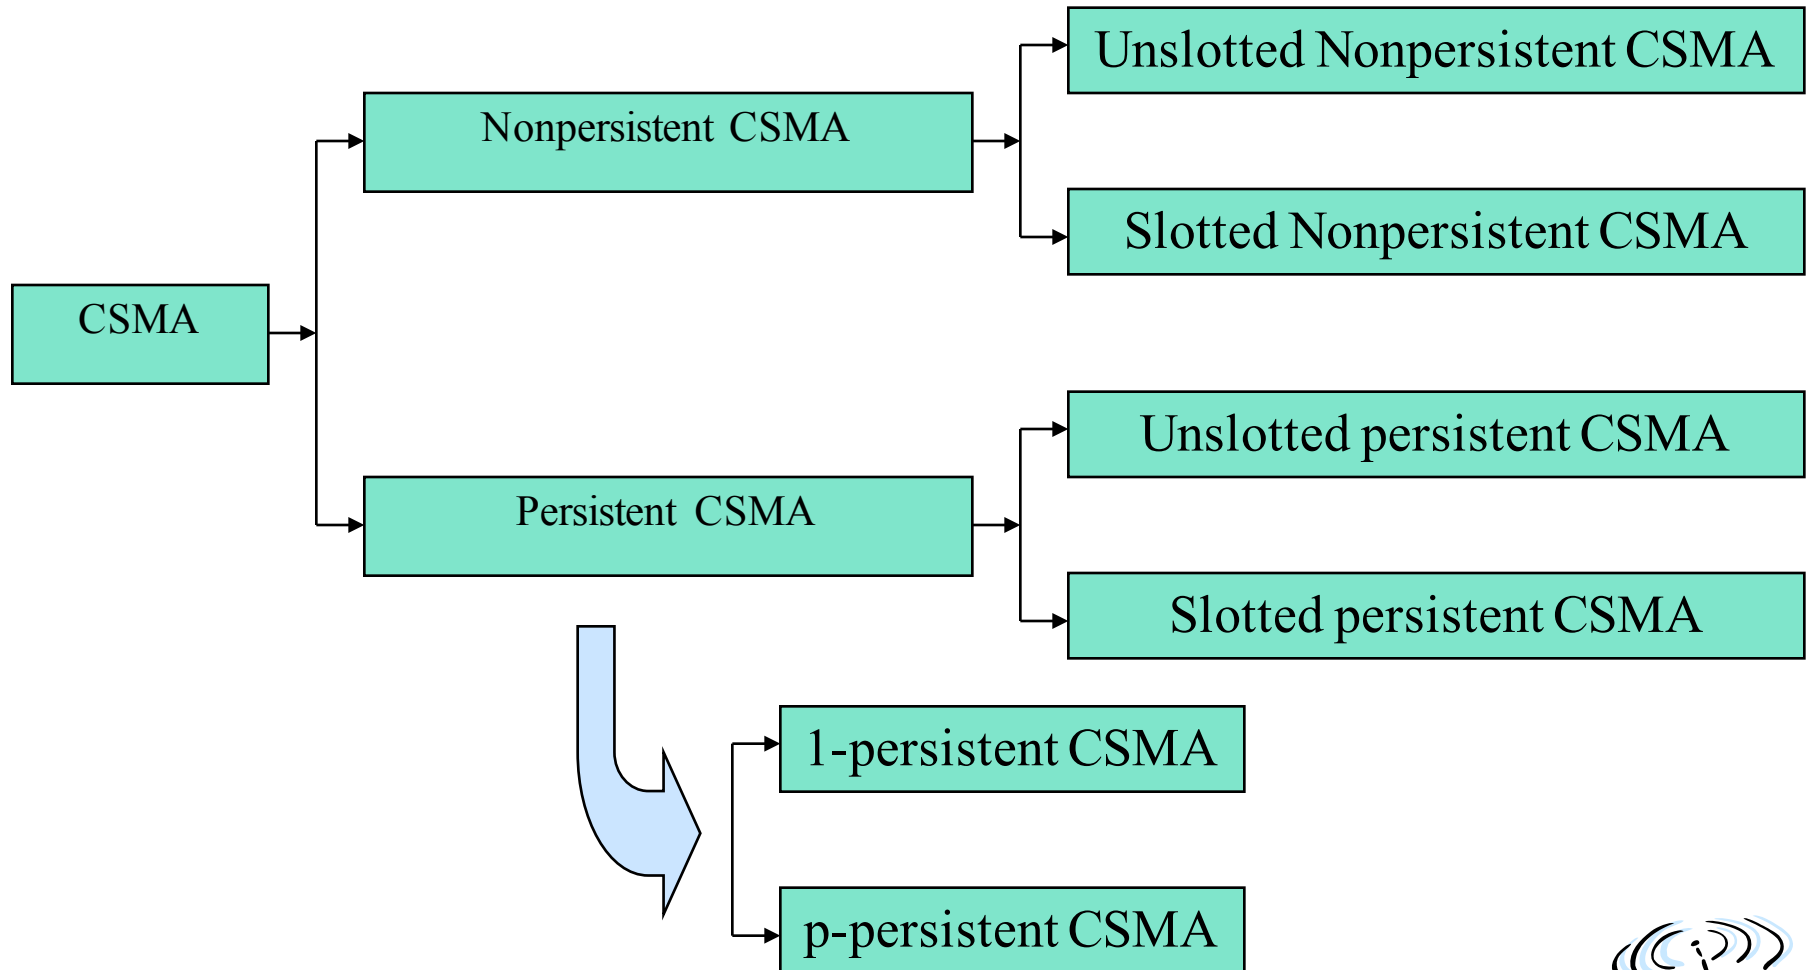 Unslotted Nonpersistent CSMA
Nonpersistent CSMA
Slotted Nonpersistent CSMA
CSMA
Unslotted persistent CSMA
Persistent CSMA
Slotted persistent CSMA
1-persistent CSMA
p-persistent CSMA